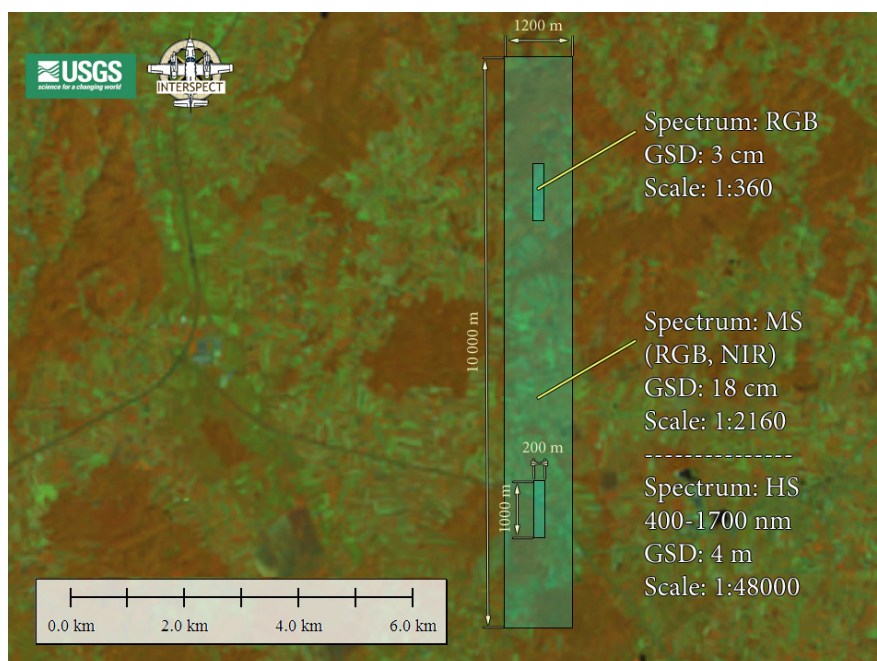 1200 m
USGS
science for a changing world
INTERSPECT
Spectrum: RGB
GSD: 3 cm
Scale: 1:360
10 000 m
Spectrum: MS
(RGB, NIR)
GSD: 18 cm
Scale: 1:2160
---------------
200 m
1000 m
Spectrum: HS
400-1700 nm
GSD: 4 m
Scale: 1:48000
0.0 km 2.0 km 4.0 km 6.0 km